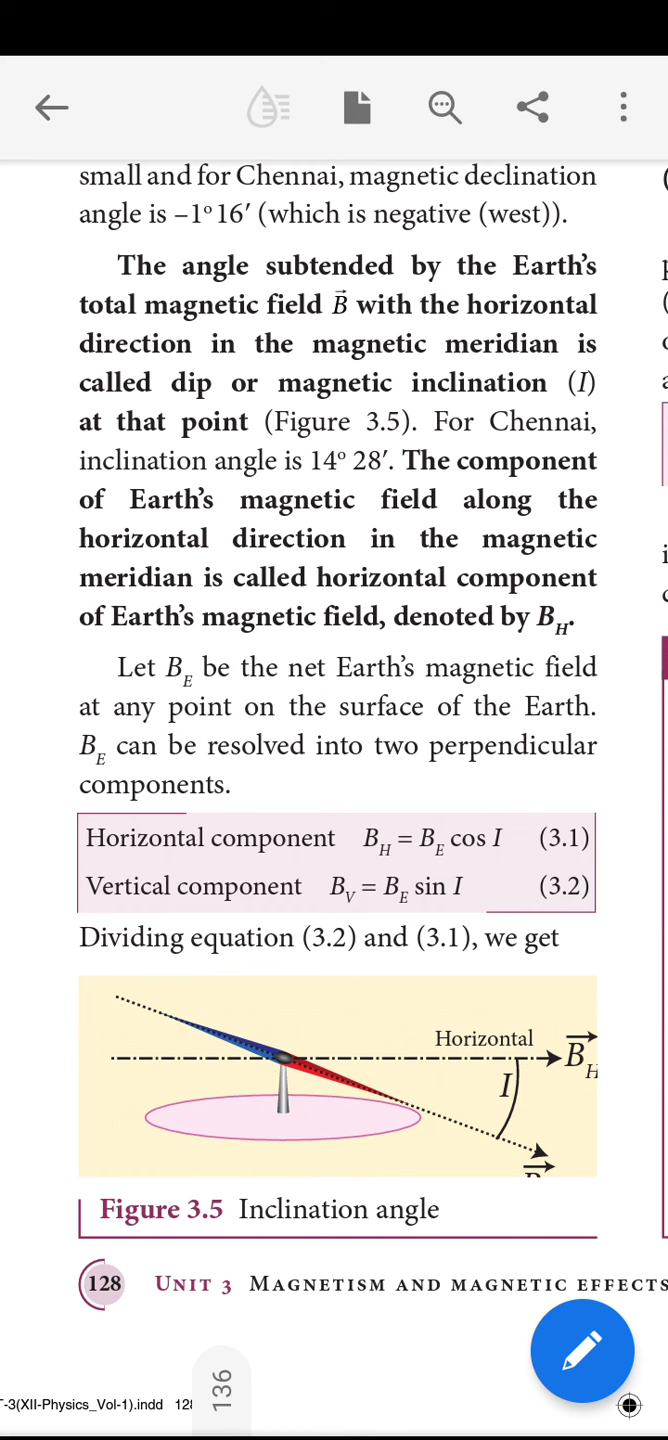 small and for Chennai, magnetic declination
angle is –1° 16′ (which is negative (west)).
The angle subtended by the Earth’s
total magnetic field B⃗ with the horizontal
direction in the magnetic meridian is
called dip or magnetic inclination (I)
at that point (Figure 3.5). For Chennai,
inclination angle is 14° 28′. The component
of Earth’s magnetic field along the
horizontal direction in the magnetic
meridian is called horizontal component
of Earth’s magnetic field, denoted by B_H.
Let B_E be the net Earth’s magnetic field
at any point on the surface of the Earth.
B_E can be resolved into two perpendicular
components.
Horizontal component B_H = B_E cos I (3.1)
Vertical component B_V = B_E sin I (3.2)
Dividing equation (3.2) and (3.1), we get
Horizontal
B⃗_H
I
Figure 3.5 Inclination angle
128 UNIT 3 MAGNETISM AND MAGNETIC EFFECTS
136
T-3(XII-Physics_Vol-1).indd 128